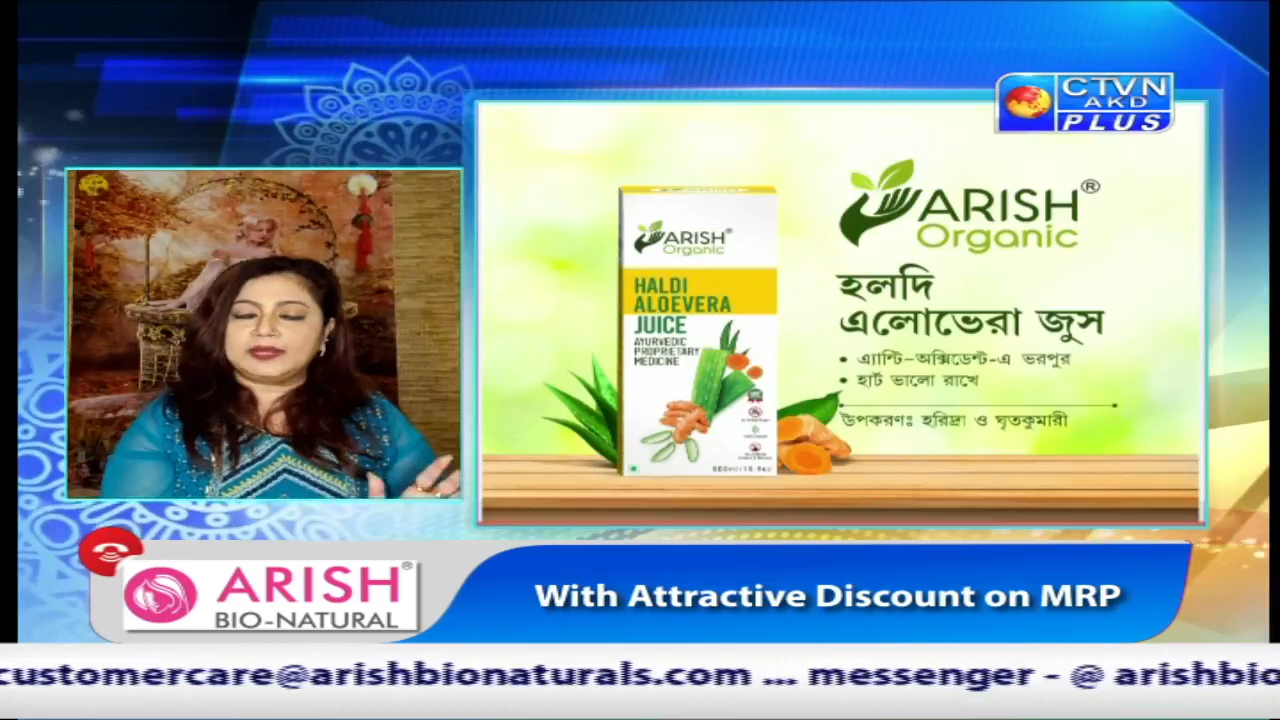 CTVN
AKD
PLUS
ARISH®
Organic
হলদি
এলোভেরা জুস
• এ্যান্টি-অক্সিডেন্ট-এ ভরপুর
• হার্ট ভালো রাখে
উপকরণঃ হরিদ্রা ও ঘৃতকুমারী
ARISH®
Organic
HALDI
ALOEVERA
JUICE
AYURVEDIC
PROPRIETARY
MEDICINE
ARISH®
BIO-NATURAL
With Attractive Discount on MRP
customercare@arishbionaturals.com ... messenger - @ arishbio